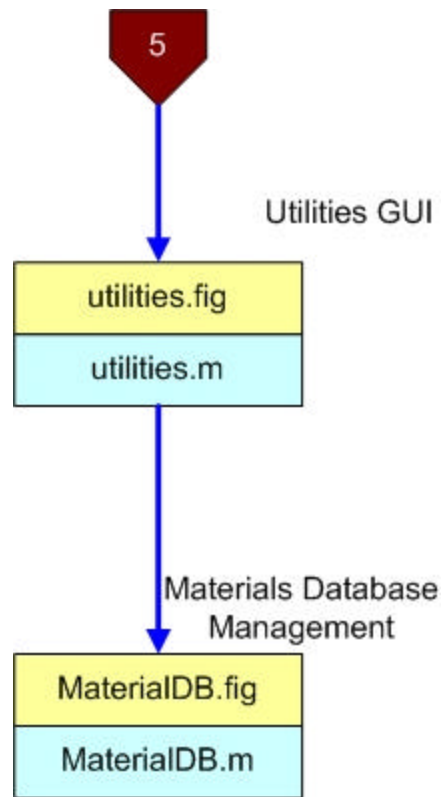 5
Utilities GUI
utilities.fig
utilities.m
Materials Database
Management
MaterialDB.fig
MaterialDB.m